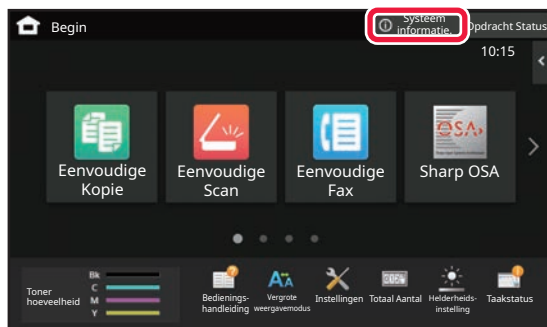 Begin
Systeem
informatie.
Opdracht Status
10:15
Eenvoudige
Kopie
Eenvoudige
Scan
Eenvoudige
Fax
OSA
Sharp OSA
Toner
hoeveelheid
Bk
C
M
Y
Bedienings-
handleiding
Vergrote
weergavemodus
Instellingen
Totaal Aantal
Helderheids-
instelling
Taakstatus